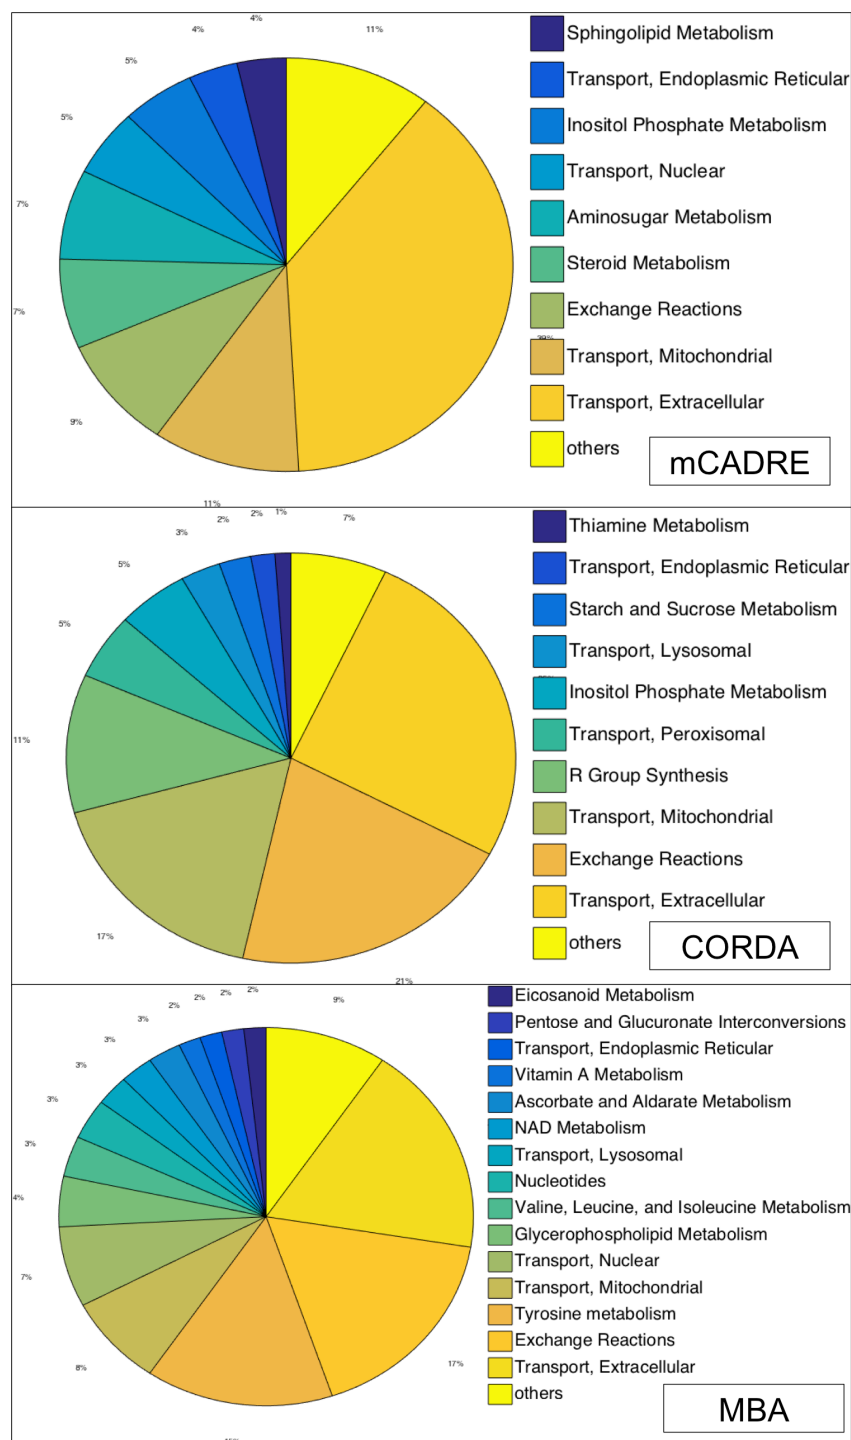 4%
4%
11%
5%
5%
7%
7%
9%
11%
Sphingolipid Metabolism
Transport, Endoplasmic Reticular
Inositol Phosphate Metabolism
Transport, Nuclear
Aminosugar Metabolism
Steroid Metabolism
Exchange Reactions
Transport, Mitochondrial
Transport, Extracellular
others
mCADRE
1%
2%
2%
3%
5%
5%
11%
17%
21%
7%
Thiamine Metabolism
Transport, Endoplasmic Reticular
Starch and Sucrose Metabolism
Transport, Lysosomal
Inositol Phosphate Metabolism
Transport, Peroxisomal
R Group Synthesis
Transport, Mitochondrial
Exchange Reactions
Transport, Extracellular
others
CORDA
2%
2%
2%
2%
3%
3%
3%
3%
3%
4%
7%
8%
17%
9%
Eicosanoid Metabolism
Pentose and Glucuronate Interconversions
Transport, Endoplasmic Reticular
Vitamin A Metabolism
Ascorbate and Aldarate Metabolism
NAD Metabolism
Transport, Lysosomal
Nucleotides
Valine, Leucine, and Isoleucine Metabolism
Glycerophospholipid Metabolism
Transport, Nuclear
Transport, Mitochondrial
Tyrosine metabolism
Exchange Reactions
Transport, Extracellular
others
MBA